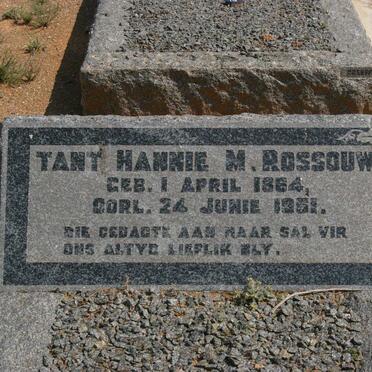 TANT HANNIE M. ROSSOUW
GEB. 1 APRIL 1864,
OORL. 24 JUNIE 1951.
DIE GEDAGTE AAN HAAR SAL VIR
ONS ALTYD LIEFLIK BLY.